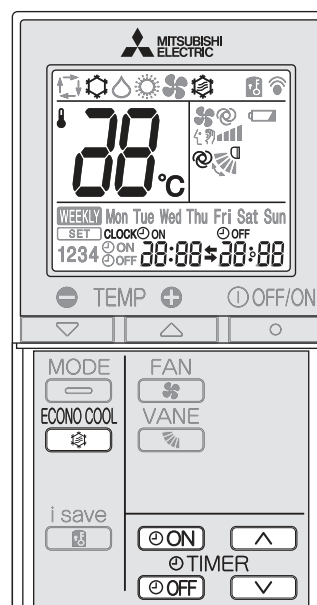 MITSUBISHI
ELECTRIC
88°C
WEEKLY Mon Tue Wed Thu Fri Sat Sun
SET CLOCK ON OFF
1234 ON OFF 88:88 88:88
TEMP OFF/ON
MODE FAN
ECONO COOL VANE
i save
ON
TIMER
OFF